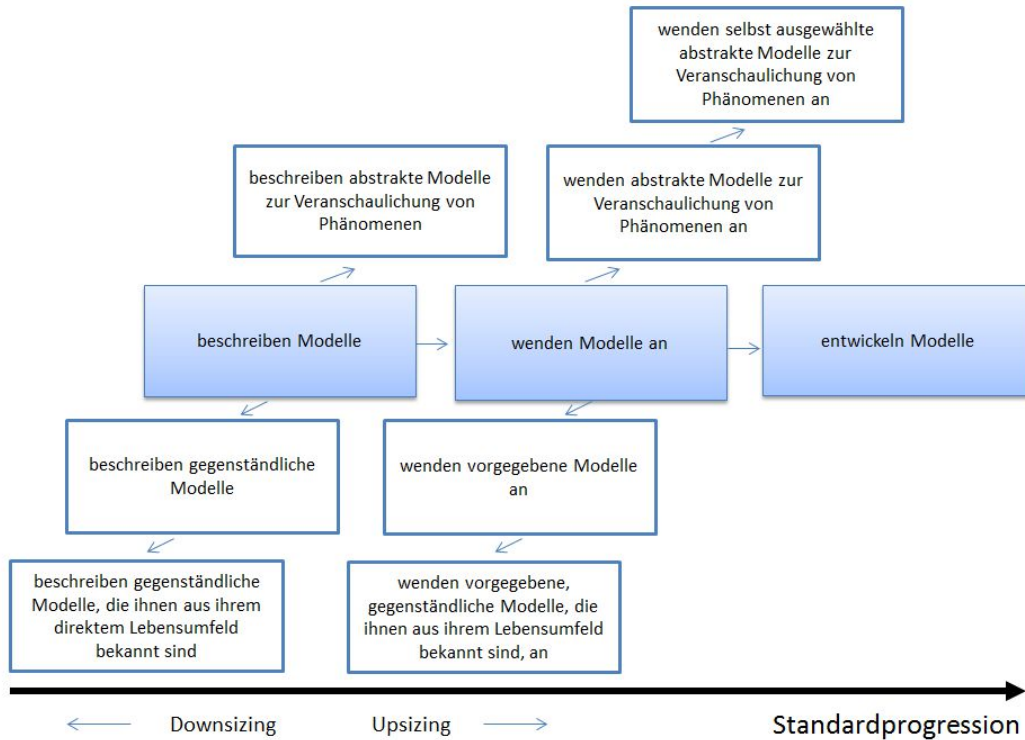 wenden selbst ausgewählte
abstrakte Modelle zur
Veranschaulichung von
Phänomenen an
beschreiben abstrakte Modelle
zur Veranschaulichung von
Phänomenen
wenden abstrakte Modelle zur
Veranschaulichung von
Phänomenen an
beschreiben Modelle
wenden Modelle an
entwickeln Modelle
beschreiben gegenständliche
Modelle
wenden vorgegebene Modelle
an
beschreiben gegenständliche
Modelle, die ihnen aus ihrem
direktem Lebensumfeld
bekannt sind
wenden vorgegebene,
gegenständliche Modelle, die
ihnen aus ihrem Lebensumfeld
bekannt sind, an
Downsizing
Upsizing
Standardprogression